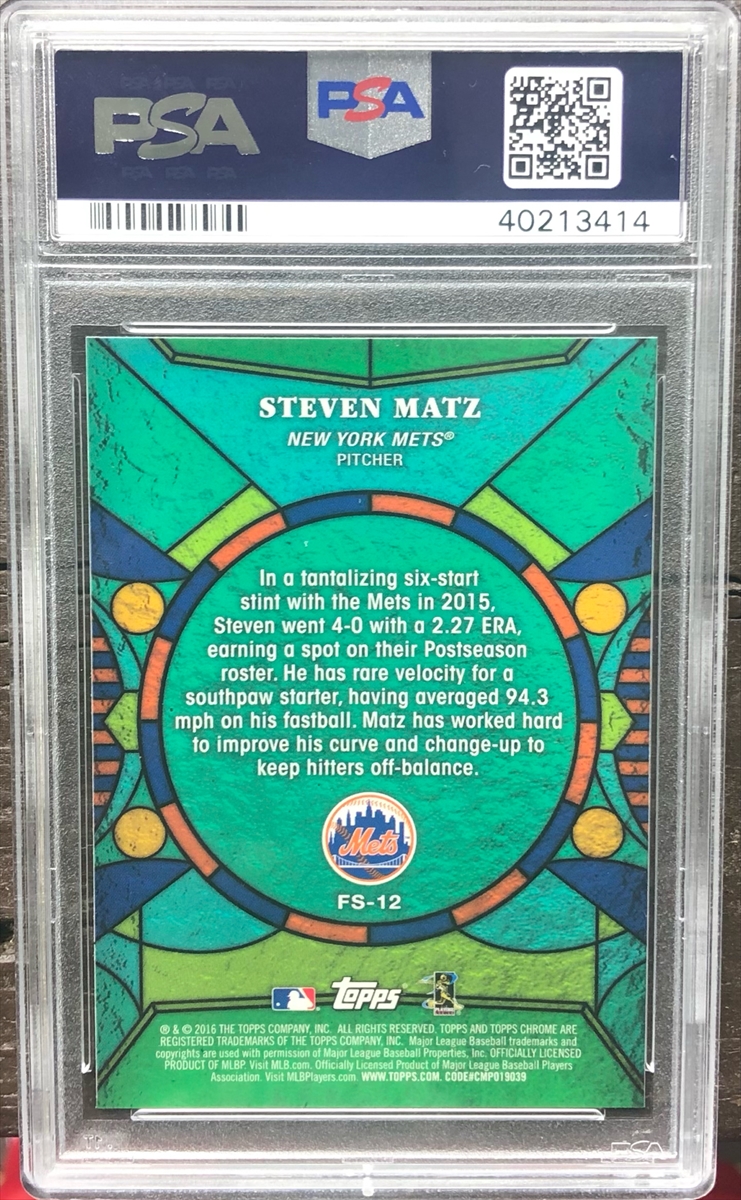 PSA
PSA
40213414
STEVEN MATZ
NEW YORK METS®
PITCHER
In a tantalizing six-start
stint with the Mets in 2015,
Steven went 4-0 with a 2.27 ERA,
earning a spot on their Postseason
roster. He has rare velocity for a
southpaw starter, having averaged 94.3
mph on his fastball. Matz has worked hard
to improve his curve and change-up to
keep hitters off-balance.
Mets
FS-12
topps
® & © 2016 THE TOPPS COMPANY, INC. ALL RIGHTS RESERVED. TOPPS AND TOPPS CHROME ARE
REGISTERED TRADEMARKS OF THE TOPPS COMPANY, INC. Major League Baseball trademarks and
copyrights are used with permission of Major League Baseball Properties, Inc. OFFICIALLY LICENSED
PRODUCT OF MLBP. Visit MLB.com. Officially Licensed Product of Major League Baseball Players
Association. Visit MLBPlayers.com. WWW.TOPPS.COM. CODE#CMP019039
PSA